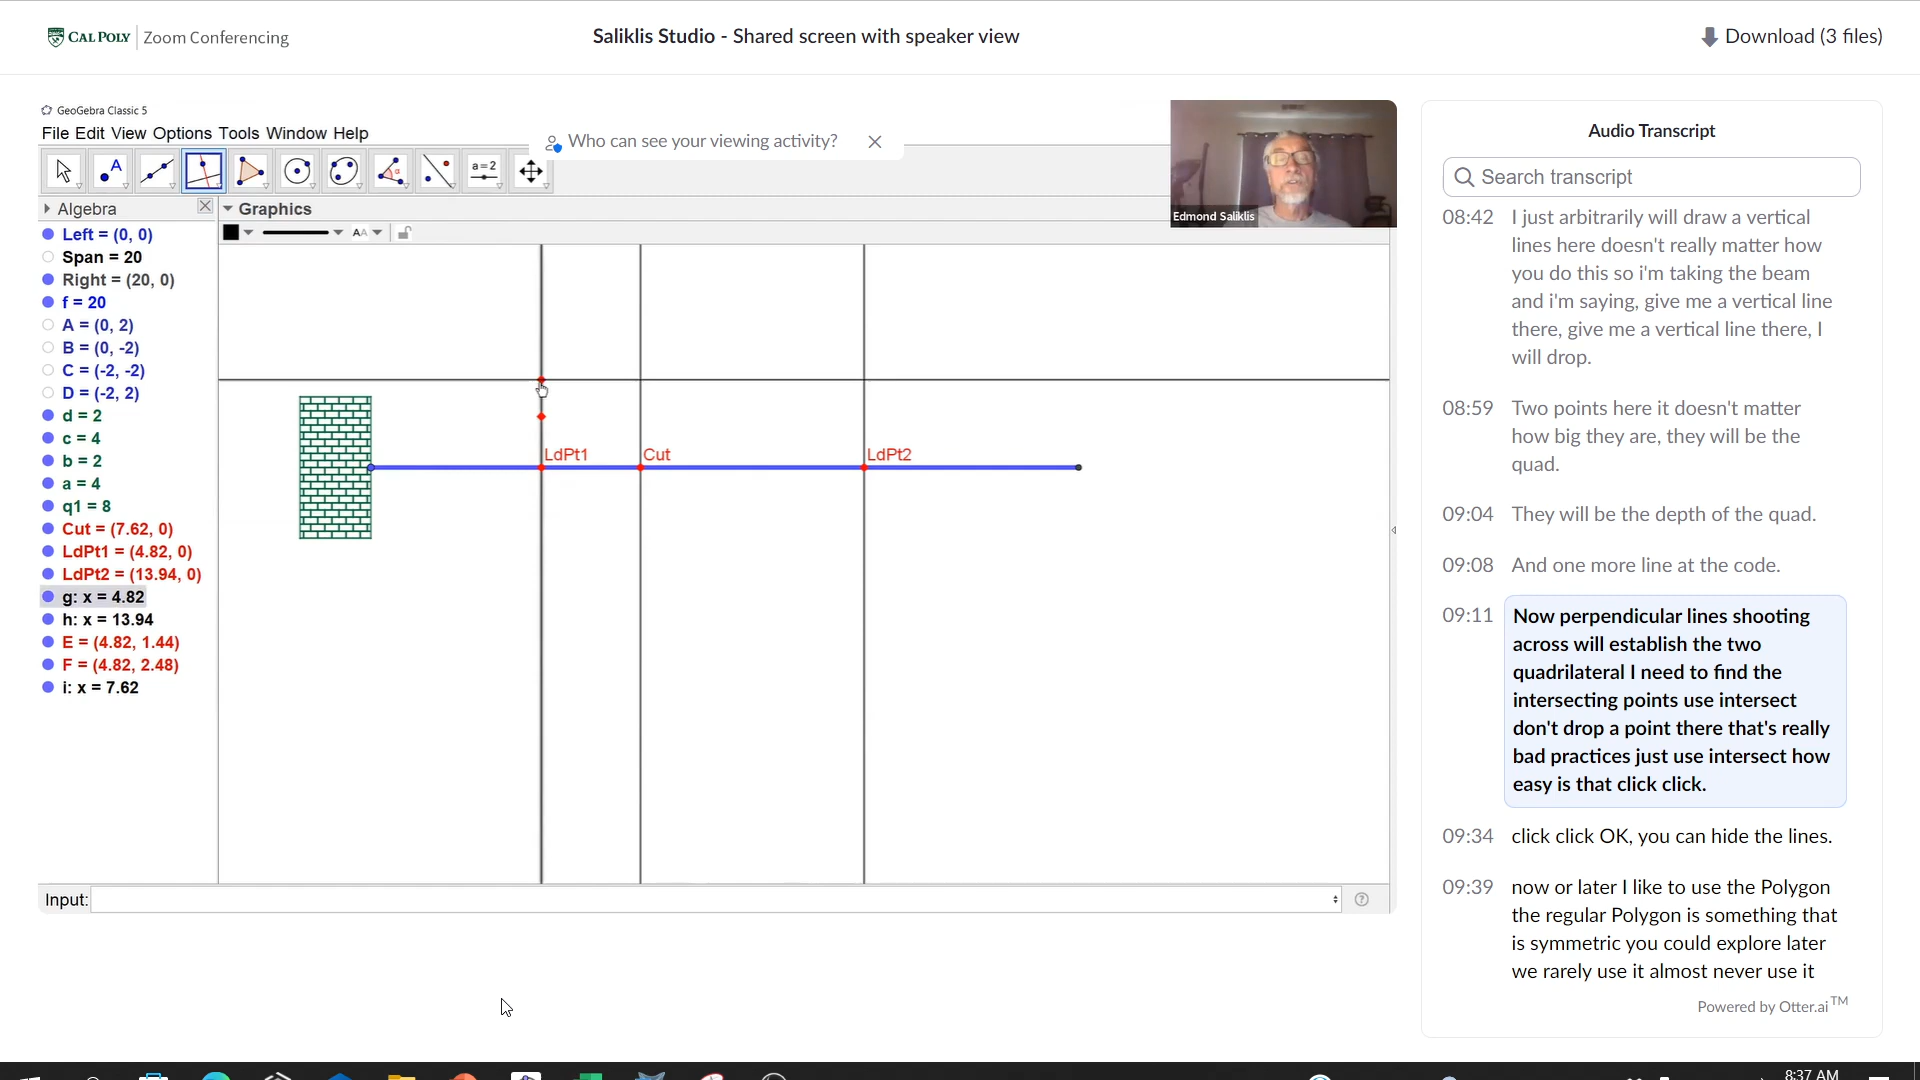 CAL POLY Zoom Conferencing
Saliklis Studio - Shared screen with speaker view
Download (3 files)
GeoGebra Classic 5
File Edit View Options Tools Window Help
Who can see your viewing activity?
A
a=2
Edmond Saliklis
Algebra
Graphics
AA
Left = (0, 0)
Span = 20
Right = (20, 0)
f = 20
A = (0, 2)
B = (0, -2)
C = (-2, -2)
D = (-2, 2)
d = 2
c = 4
b = 2
a = 4
q1 = 8
Cut = (7.62, 0)
LdPt1 = (4.82, 0)
LdPt2 = (13.94, 0)
g: x = 4.82
h: x = 13.94
E = (4.82, 1.44)
F = (4.82, 2.48)
i: x = 7.62
LdPt1
Cut
LdPt2
Input:
Audio Transcript
Search transcript
08:42 I just arbitrarily will draw a vertical
lines here doesn't really matter how
you do this so i'm taking the beam
and i'm saying, give me a vertical line
there, give me a vertical line there, I
will drop.
08:59 Two points here it doesn't matter
how big they are, they will be the
quad.
09:04 They will be the depth of the quad.
09:08 And one more line at the code.
09:11 Now perpendicular lines shooting
across will establish the two
quadrilateral I need to find the
intersecting points use intersect
don't drop a point there that's really
bad practices just use intersect how
easy is that click click.
09:34 click click OK, you can hide the lines.
09:39 now or later I like to use the Polygon
the regular Polygon is something that
is symmetric you could explore later
we rarely use it almost never use it
Powered by Otter.ai TM
8:37 AM